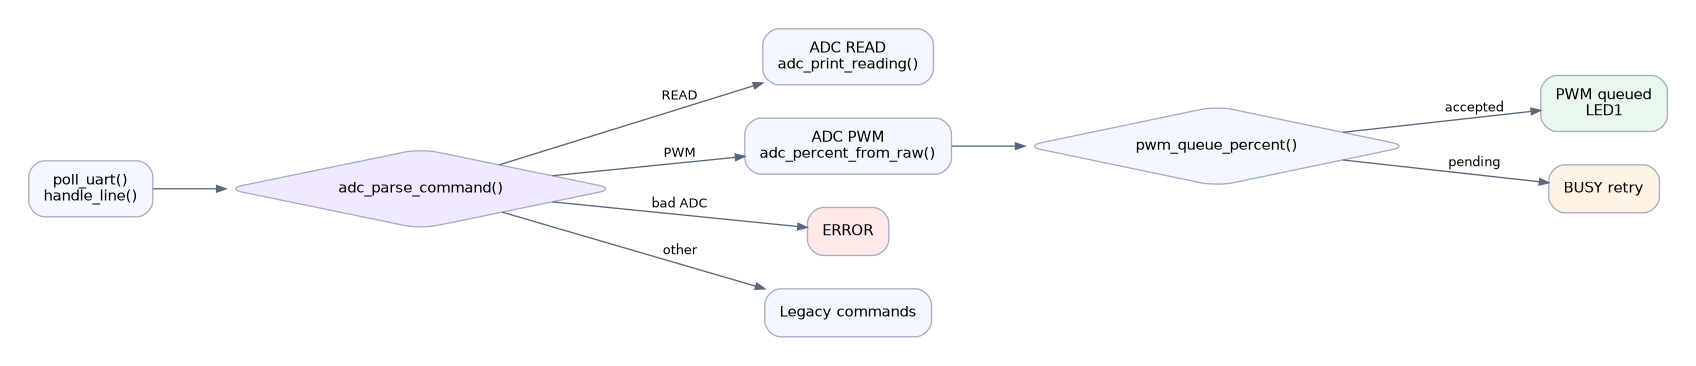 poll_uart()
handle_line()
adc_parse_command()
READ
ADC READ
adc_print_reading()
PWM
ADC PWM
adc_percent_from_raw()
bad ADC
ERROR
other
Legacy commands
pwm_queue_percent()
accepted
PWM queued
LED1
pending
BUSY retry